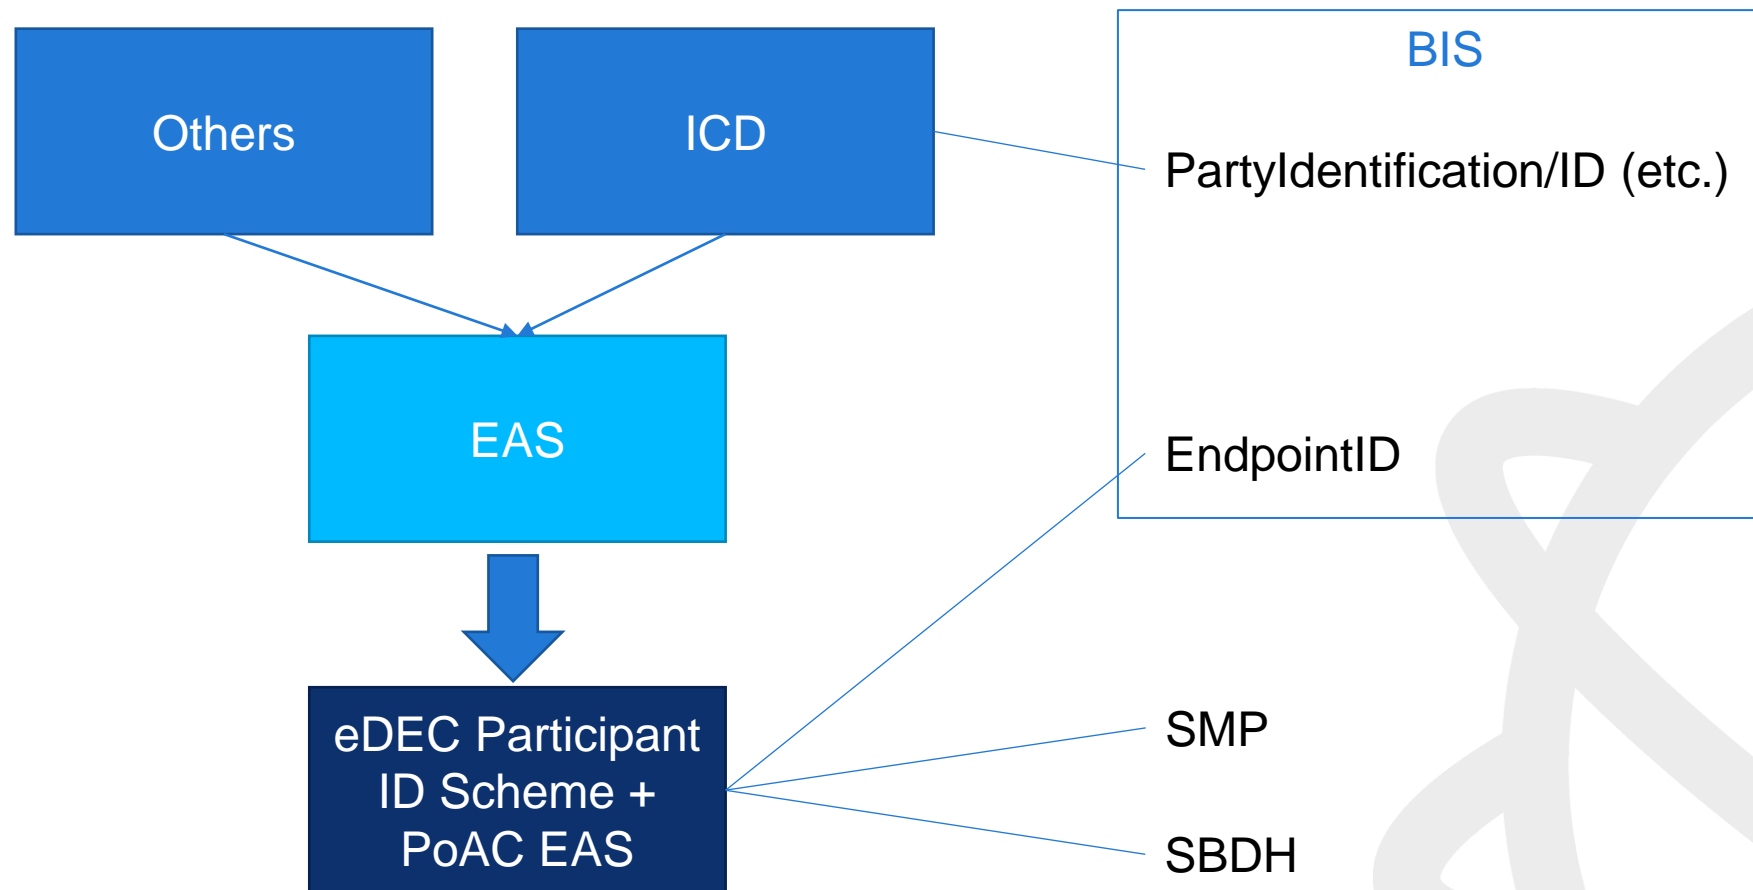 Others
ICD
BIS
PartyIdentification/ID (etc.)
EAS
EndpointID
eDEC Participant
ID Scheme +
PoAC EAS
SMP
SBDH